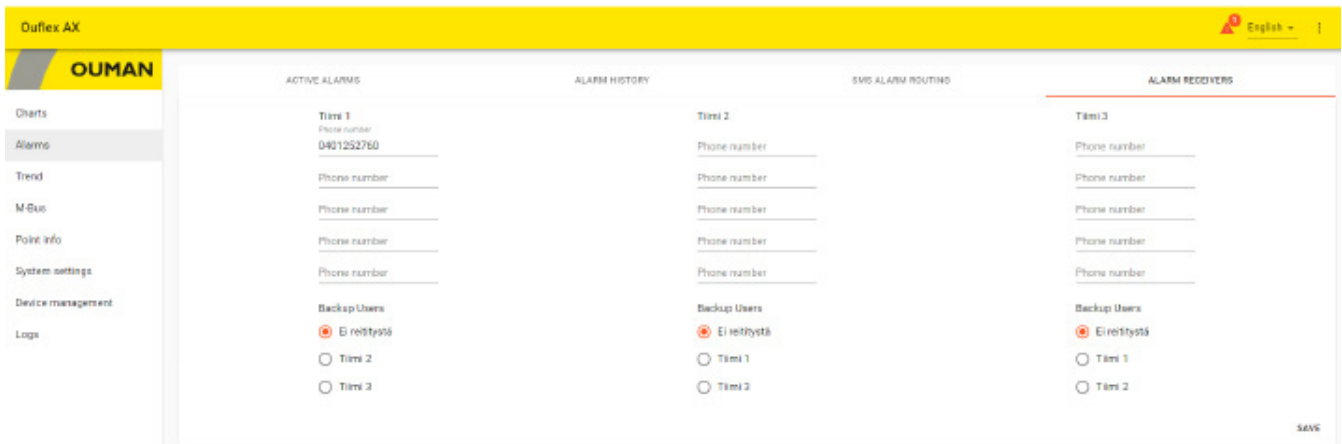 Ouflex AX
English
OUMAN
Charts
Alarms
Trend
M-Bus
Point info
System settings
Device management
Logs
ACTIVE ALARMS
ALARM HISTORY
SMS ALARM ROUTING
ALARM RECEIVERS
Tiimi 1
Phone number
0401252760
Phone number
Phone number
Phone number
Phone number
Backup Users
Ei reititystä
Tiimi 2
Tiimi 3
Tiimi 2
Phone number
Phone number
Phone number
Phone number
Phone number
Backup Users
Ei reititystä
Tiimi 1
Tiimi 3
Tiimi 3
Phone number
Phone number
Phone number
Phone number
Phone number
Backup Users
Ei reititystä
Tiimi 1
Tiimi 2
SAVE